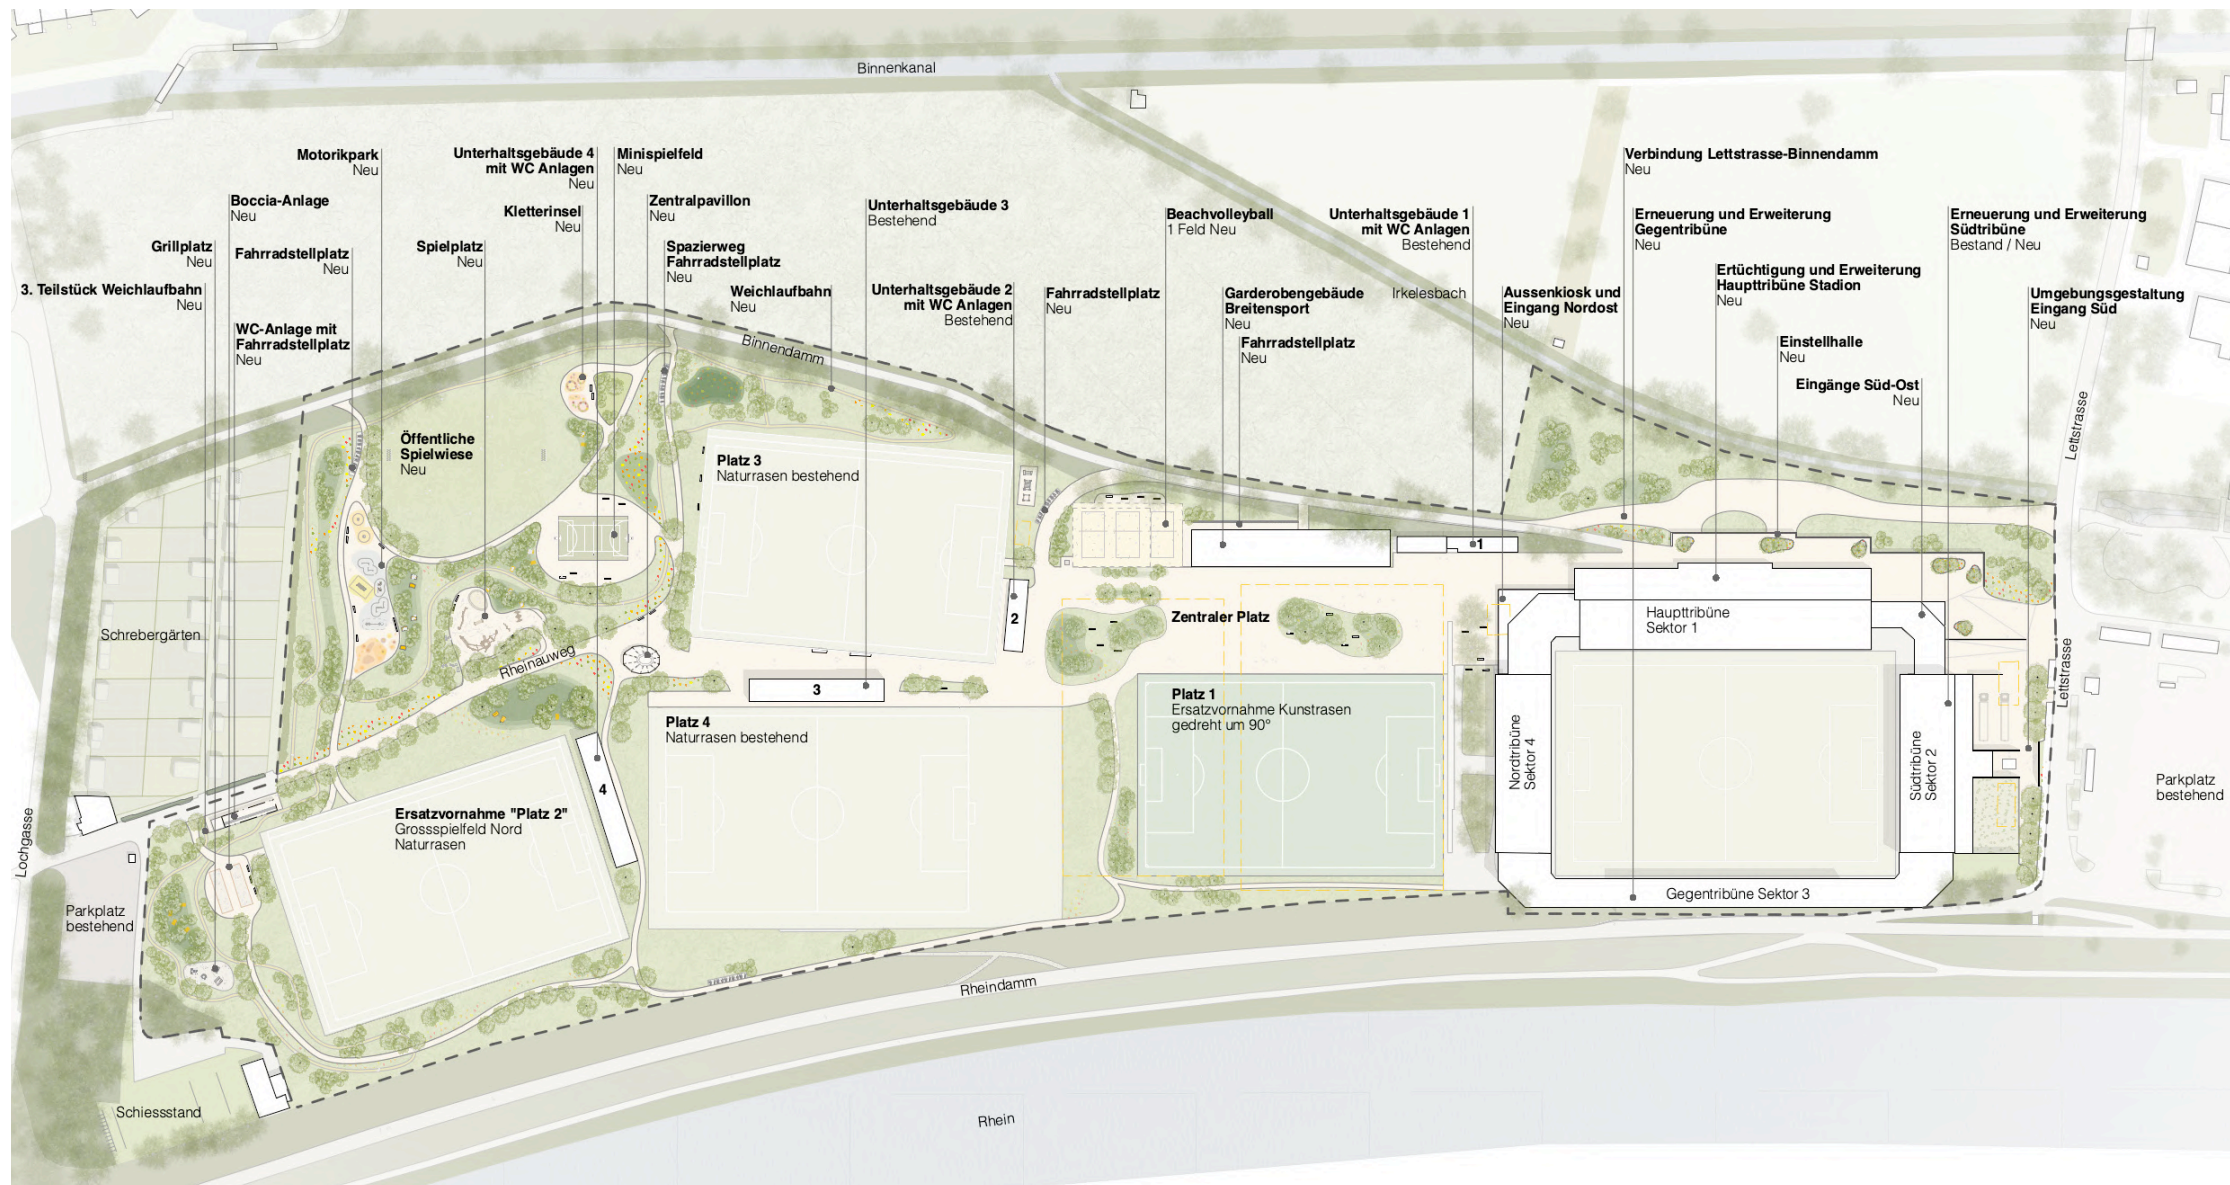 Binnenkanal
Motorikpark
Neu
Unterhaltsgebäude 4
mit WC Anlagen
Neu
Minispielfeld
Neu
Verbindung Lettstrasse-Binnendamm
Neu
Boccia-Anlage
Neu
Kletterinsel
Neu
Zentralpavillon
Neu
Unterhaltsgebäude 3
Bestehend
Beachvolleyball
1 Feld Neu
Unterhaltsgebäude 1
mit WC Anlagen
Bestehend
Erneuerung und Erweiterung
Gegentribüne
Neu
Erneuerung und Erweiterung
Südtribüne
Bestand / Neu
Grillplatz
Neu
Fahrradstellplatz
Neu
Spielplatz
Neu
Spazierweg
Fahrradstellplatz
Neu
Ertüchtigung und Erweiterung
Haupttribüne Stadion
Neu
3. Teilstück Weichlaufbahn
Neu
Weichlaufbahn
Neu
Unterhaltsgebäude 2
mit WC Anlagen
Bestehend
Fahrradstellplatz
Neu
Garderobengebäude
Breitensport
Neu
Irkelesbach
Aussenkiosk und
Eingang Nordost
Neu
Umgebungsgestaltung
Eingang Süd
Neu
WC-Anlage mit
Fahrradstellplatz
Neu
Binnendamm
Fahrradstellplatz
Neu
Einstellhalle
Neu
Eingänge Süd-Ost
Neu
Lettstrasse
Öffentliche
Spielwiese
Neu
Platz 3
Naturrasen bestehend
1
2
Zentraler Platz
Haupttribüne
Sektor 1
Schrebergärten
Rheinauweg
Lettstrasse
3
Platz 1
Ersatzvornahme Kunstrasen
gedreht um 90°
Platz 4
Naturrasen bestehend
Nordtribüne
Sektor 4
Südtribüne
Sektor 2
Parkplatz
bestehend
4
Ersatzvornahme "Platz 2"
Grossspielfeld Nord
Naturrasen
Lochgasse
Gegentribüne Sektor 3
Parkplatz
bestehend
Rheindamm
Schiessstand
Rhein